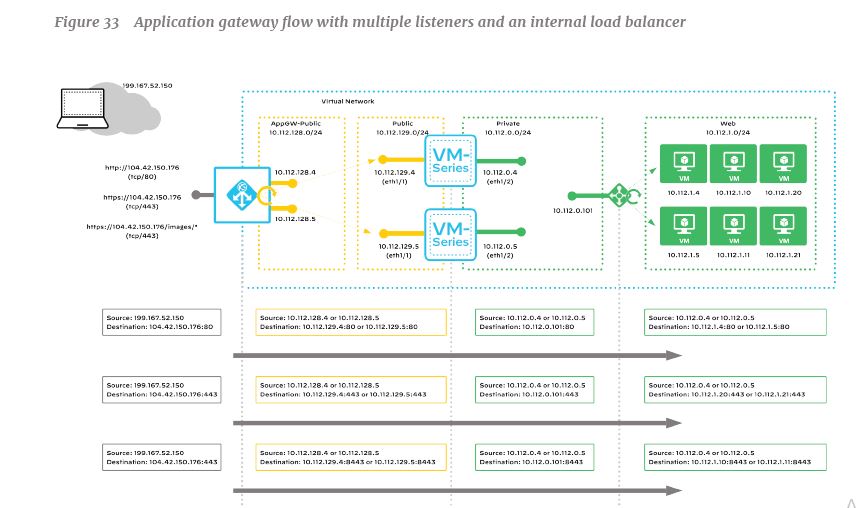 Figure 33 Application gateway flow with multiple listeners and an internal load balancer
199.167.52.150
Virtual Network
AppGW-Public
10.112.128.0/24
Public
10.112.129.0/24
Private
10.112.0.0/24
Web
10.112.1.0/24
http://104.42.150.176
(tcp/80)
https://104.42.150.176
(tcp/443)
https://104.42.150.176/images/*
(tcp/443)
10.112.128.4
10.112.128.5
10.112.129.4
(eth1/1)
VM-
Series
10.112.0.4
(eth1/2)
10.112.129.5
(eth1/1)
VM-
Series
10.112.0.5
(eth1/2)
10.112.0.101
VM
VM
VM
10.112.1.4
10.112.1.10
10.112.1.20
VM
VM
VM
10.112.1.5
10.112.1.11
10.112.1.21
Source: 199.167.52.150
Destination: 104.42.150.176:80
Source: 10.112.128.4 or 10.112.128.5
Destination: 10.112.129.4:80 or 10.112.129.5:80
Source: 10.112.0.4 or 10.112.0.5
Destination: 10.112.0.101:80
Source: 10.112.0.4 or 10.112.0.5
Destination: 10.112.1.4:80 or 10.112.1.5:80
Source: 199.167.52.150
Destination: 104.42.150.176:443
Source: 10.112.128.4 or 10.112.128.5
Destination: 10.112.129.4:443 or 10.112.129.5:443
Source: 10.112.0.4 or 10.112.0.5
Destination: 10.112.0.101:443
Source: 10.112.0.4 or 10.112.0.5
Destination: 10.112.1.20:443 or 10.112.1.21:443
Source: 199.167.52.150
Destination: 104.42.150.176:443
Source: 10.112.128.4 or 10.112.128.5
Destination: 10.112.129.4:8443 or 10.112.129.5:8443
Source: 10.112.0.4 or 10.112.0.5
Destination: 10.112.0.101:8443
Source: 10.112.0.4 or 10.112.0.5
Destination: 10.112.1.10:8443 or 10.112.1.11:8443